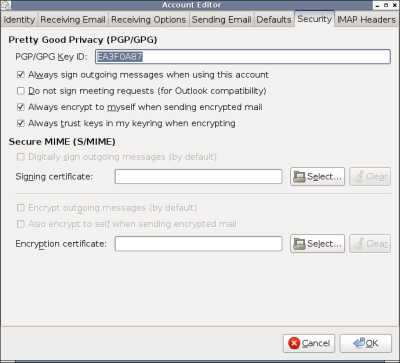 Account Editor
Identity Receiving Email Receiving Options Sending Email Defaults Security IMAP Headers
Pretty Good Privacy (PGP/GPG)
PGP/GPG Key ID: EA3F0A87
Always sign outgoing messages when using this account
Do not sign meeting requests (for Outlook compatibility)
Always encrypt to myself when sending encrypted mail
Always trust keys in my keyring when encrypting
Secure MIME (S/MIME)
Digitally sign outgoing messages (by default)
Signing certificate: Select... Clear
Encrypt outgoing messages (by default)
Also encrypt to self when sending encrypted mail
Encryption certificate: Select... Clear
Cancel OK